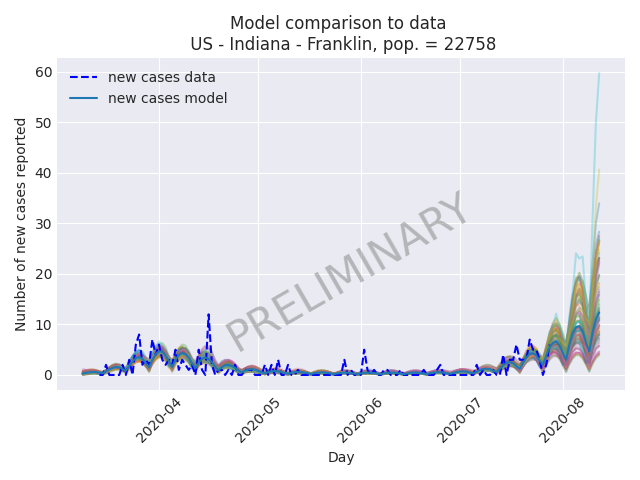 Model comparison to data
US - Indiana - Franklin, pop. = 22758
new cases data
new cases model
Number of new cases reported
60
50
40
30
20
10
0
PRELIMINARY
2020-04
2020-05
2020-06
2020-07
2020-08
Day